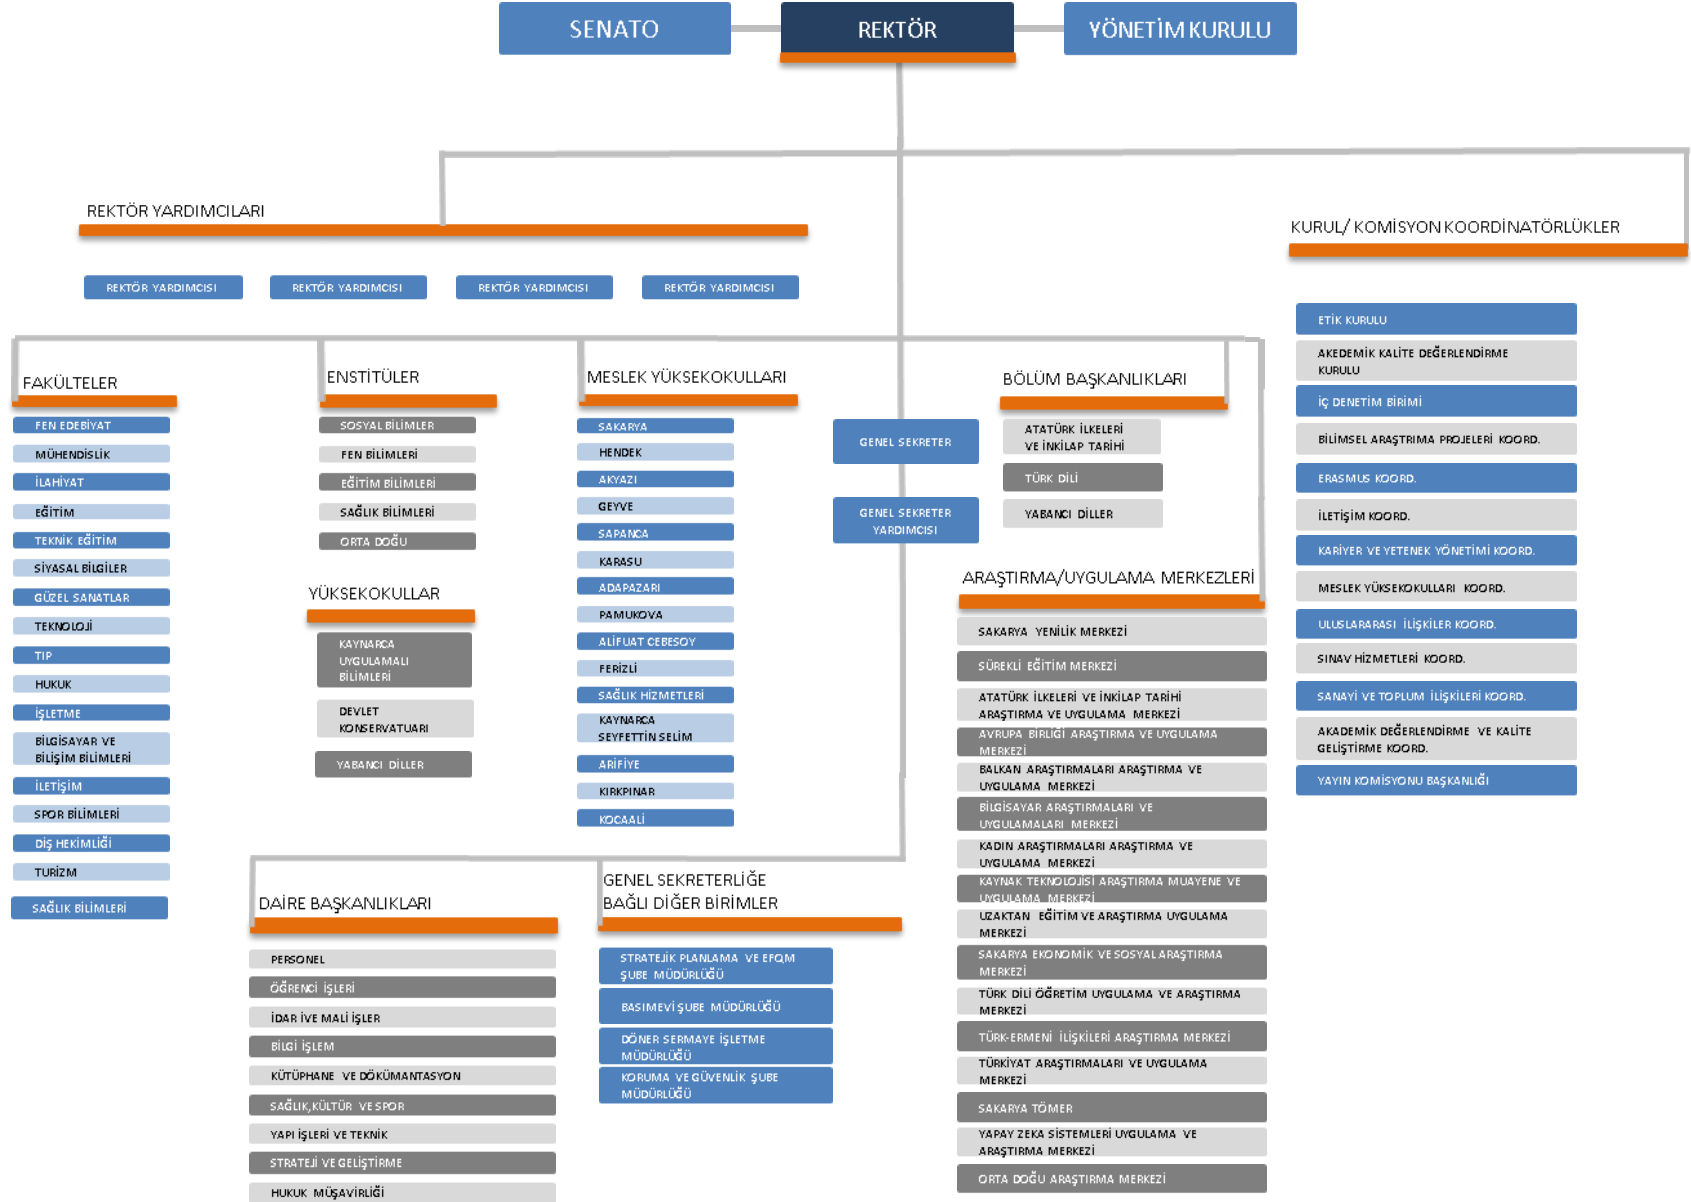 SENATO
REKTÖR
YÖNETİM KURULU
REKTÖR YARDIMCILARI
REKTÖR YARDIMCISI
REKTÖR YARDIMCISI
REKTÖR YARDIMCISI
REKTÖR YARDIMCISI
KURUL/ KOMİSYON KOORDİNATÖRLÜKLER
ETİK KURULU
AKEDEMİK KALİTE DEĞERLENDİRME
KURULU
İÇ DENETİM BİRİMİ
BİLİMSEL ARAŞTRIMA PROJELERİ KOORD.
ERASMUS KOORD.
İLETİŞİM KOORD.
KARİYER VE YETENEK YÖNETİMİ KOORD.
MESLEK YÜKSEKOKULLARI KOORD.
ULUSLARARASI İLİŞKİLER KOORD.
SINAV HİZMETLERİ KOORD.
SANAYİ VE TOPLUM İLİŞKİLERİ KOORD.
AKADEMİK DEĞERLENDİRME VE KALİTE
GELİŞTİRME KOORD.
YAYIN KOMİSYONU BAŞKANLIĞI
FAKÜLTELER
FEN EDEBİYAT
MÜHENDİSLİK
İLAHİYAT
EĞİTİM
TEKNİK EĞİTİM
SİYASAL BİLGİLER
GÜZEL SANATLAR
TEKNOLOJİ
TIP
HUKUK
İŞLETME
BİLGİSAYAR VE
BİLİŞİM BİLİMLERİ
İLETİŞİM
SPOR BİLİMLERİ
DİŞ HEKİMLİĞİ
TURİZM
SAĞLIK BİLİMLERİ
ENSTİTÜLER
SOSYAL BİLİMLER
FEN BİLİMLERİ
EĞİTİM BİLİMLERİ
SAĞLIK BİLİMLERİ
ORTA DOĞU
YÜKSEKOKULLAR
KAYNARCA
UYGULAMALI
BİLİMLERİ
DEVLET
KONSERVATUARI
YABANCI DİLLER
MESLEK YÜKSEKOKULLARI
SAKARYA
HENDEK
AKYAZI
GEYVE
SAPANCA
KARASU
ADAPAZARI
PAMUKOVA
ALİFUAT CEBESOY
FERİZLİ
SAĞLIK HİZMETLERİ
KAYNARCA
SEYFETTİN SELİM
ARİFİYE
KIRKPINAR
KOCAALİ
GENEL SEKRETER
GENEL SEKRETER
YARDIMCISI
BÖLÜM BAŞKANLIKLARI
ATATÜRK İLKELERİ
VE İNKİLAP TARİHİ
TÜRK DİLİ
YABANCI DİLLER
ARAŞTIRMA/UYGULAMA MERKEZLERİ
SAKARYA YENİLİK MERKEZİ
SÜREKLİ EĞİTİM MERKEZİ
ATATÜRK İLKELERİ VE İNKİLAP TARİHİ
ARAŞTIRMA VE UYGULAMA MERKEZİ
AVRUPA BİRLİĞİ ARAŞTIRMA VE UYGULAMA
MERKEZİ
BALKAN ARAŞTIRMALARI ARAŞTIRMA VE
UYGULAMA MERKEZİ
BİLGİSAYAR ARAŞTIRMALARI VE
UYGULAMALARI MERKEZİ
KADIN ARAŞTIRMALARI ARAŞTIRMA VE
UYGULAMA MERKEZİ
KAYNAK TEKNOLOJİSİ ARAŞTIRMA MUAYENE VE
UYGULAMA MERKEZİ
UZAKTAN EĞİTİM VE ARAŞTIRMA UYGULAMA
MERKEZİ
SAKARYA EKONOMİK VE SOSYAL ARAŞTIRMA
MERKEZİ
TÜRK DİLİ ÖĞRETİM UYGULAMA VE ARAŞTIRMA
MERKEZİ
TÜRK-ERMENİ İLİŞKİLERİ ARAŞTIRMA MERKEZİ
TÜRKİYAT ARAŞTIRMALARI VE UYGULAMA
MERKEZİ
SAKARYA TÖMER
YAPAY ZEKA SİSTEMLERİ UYGULAMA VE
ARAŞTIRMA MERKEZİ
ORTA DOĞU ARAŞTIRMA MERKEZİ
DAİRE BAŞKANLIKLARI
PERSONEL
ÖĞRENCİ İŞLERİ
İDAR İVE MALİ İŞLER
BİLGİ İŞLEM
KÜTÜPHANE VE DÖKÜMANTASYON
SAĞLIK,KÜLTÜR VE SPOR
YAPI İŞLERİ VE TEKNİK
STRATEJİ VE GELİŞTİRME
HUKUK MÜŞAVİRLİĞİ
GENEL SEKRETERLİĞE
BAĞLI DİĞER BİRİMLER
STRATEJİK PLANLAMA VE EFQM
ŞUBE MÜDÜRLÜĞÜ
BASIMEVİ ŞUBE MÜDÜRLÜĞÜ
DÖNER SERMAYE İŞLETME
MÜDÜRLÜĞÜ
KORUMA VE GÜVENLİK ŞUBE
MÜDÜRLÜĞÜ